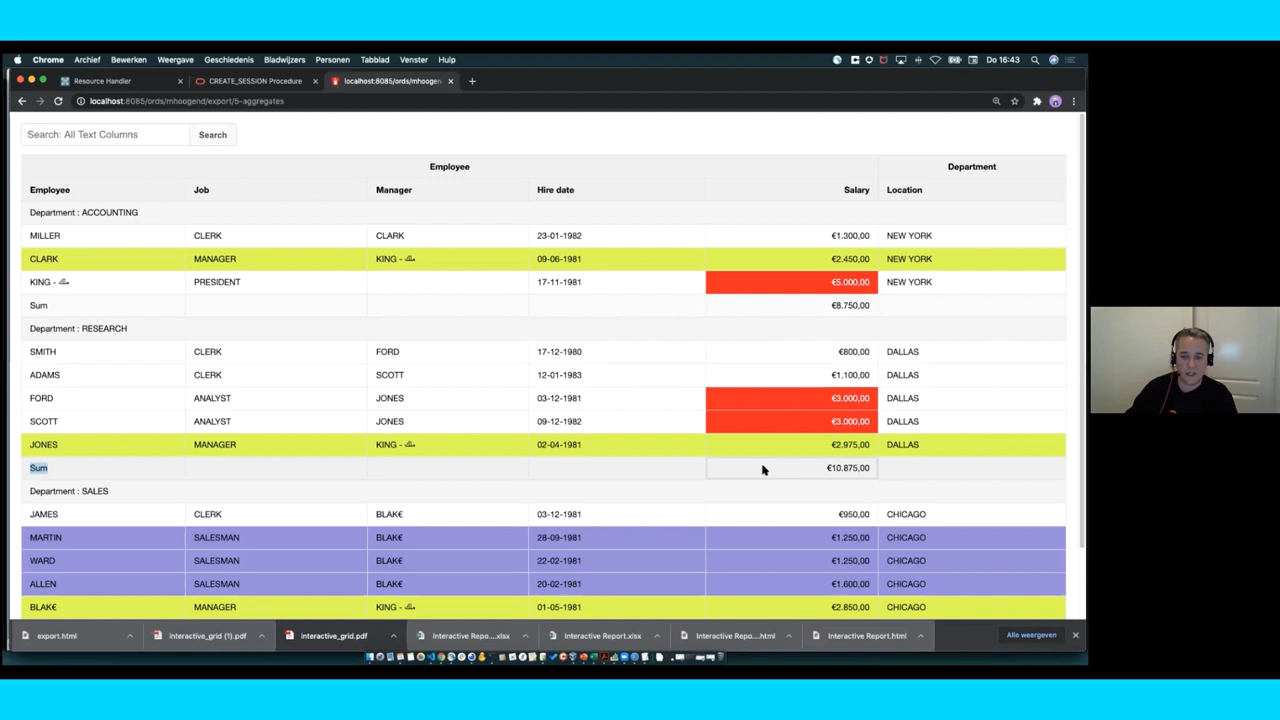 Chrome Archief Bewerken Weergave Geschiedenis Bladwijzers Personen Tabblad Venster Help Do 16:43
Resource Handler CREATE_SESSION Procedure localhost:8085/ords/mhoogend
localhost:8085/ords/mhoogend/export/5-aggregates
Search: All Text Columns Search
Employee Department
Employee Job Manager Hire date Salary Location
Department : ACCOUNTING
MILLER CLERK CLARK 23-01-1982 €1.300,00 NEW YORK
CLARK MANAGER KING - 09-06-1981 €2.450,00 NEW YORK
KING - PRESIDENT 17-11-1981 €5.000,00 NEW YORK
Sum €8.750,00
Department : RESEARCH
SMITH CLERK FORD 17-12-1980 €800,00 DALLAS
ADAMS CLERK SCOTT 12-01-1983 €1.100,00 DALLAS
FORD ANALYST JONES 03-12-1981 €3.000,00 DALLAS
SCOTT ANALYST JONES 09-12-1982 €3.000,00 DALLAS
JONES MANAGER KING - 02-04-1981 €2.975,00 DALLAS
Sum €10.875,00
Department : SALES
JAMES CLERK BLAK€ 03-12-1981 €950,00 CHICAGO
MARTIN SALESMAN BLAK€ 28-09-1981 €1.250,00 CHICAGO
WARD SALESMAN BLAK€ 22-02-1981 €1.250,00 CHICAGO
ALLEN SALESMAN BLAK€ 20-02-1981 €1.600,00 CHICAGO
BLAK€ MANAGER KING - 01-05-1981 €2.850,00 CHICAGO
export.html interactive_grid (1).pdf interactive_grid.pdf Interactive Repo....xlsx Interactive Report.xlsx Interactive Repo....html Interactive Report.html Alle weergeven